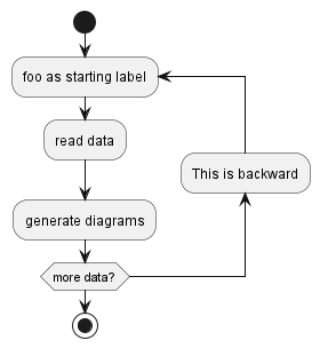 foo as starting label
read data
This is backward
generate diagrams
more data?